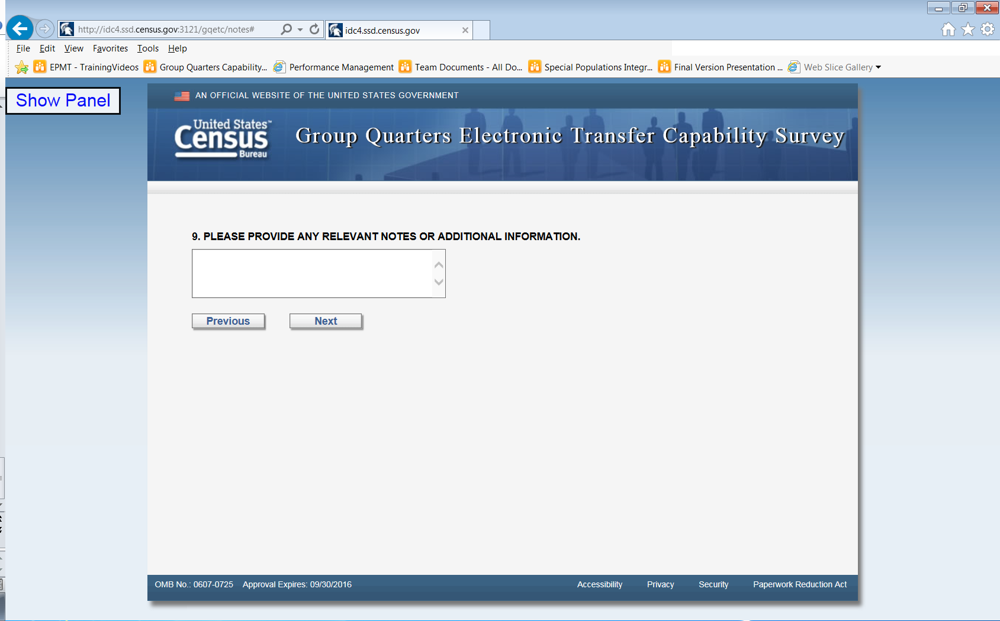 http://idc4.ssd.census.gov:3121/gqetc/notes#
idc4.ssd.census.gov
File Edit View Favorites Tools Help
EPMT - TrainingVideos Group Quarters Capability... Performance Management Team Documents - All Do... Special Populations Integr... Final Version Presentation ... Web Slice Gallery
Show Panel
AN OFFICIAL WEBSITE OF THE UNITED STATES GOVERNMENT
United States™
Census
Bureau
Group Quarters Electronic Transfer Capability Survey
9. PLEASE PROVIDE ANY RELEVANT NOTES OR ADDITIONAL INFORMATION.
Previous Next
OMB No.: 0607-0725 Approval Expires: 09/30/2016 Accessibility Privacy Security Paperwork Reduction Act